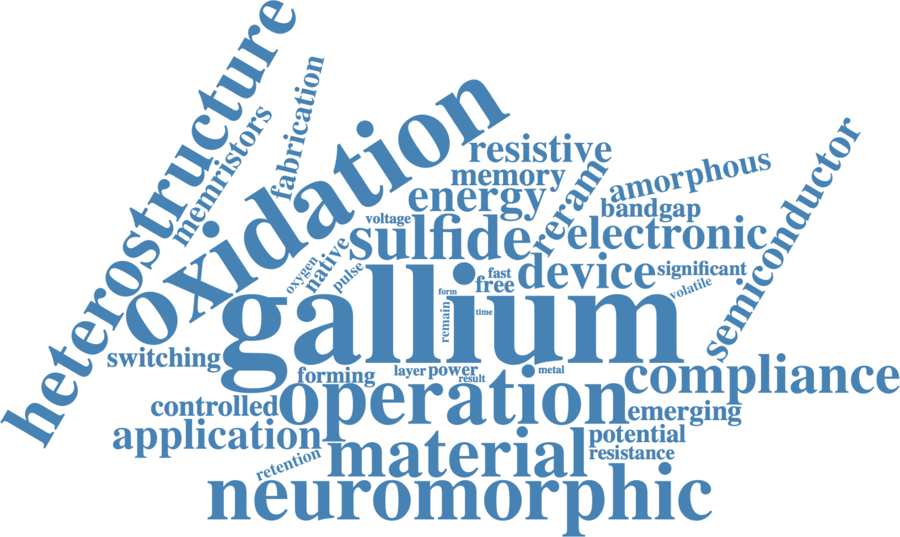 heterostructure
memristors
fabrication
oxidation
resistive
memory
energy
reram
amorphous
bandgap
semiconductor
voltage
sulfide
electronic
oxygen
native
pulse
fast
free
device
significant
volatile
gallium
form
remain
time
switching
forming
layer
power
result
metal
compliance
controlled
operation
emerging
application
material
potential
resistance
retention
neuromorphic